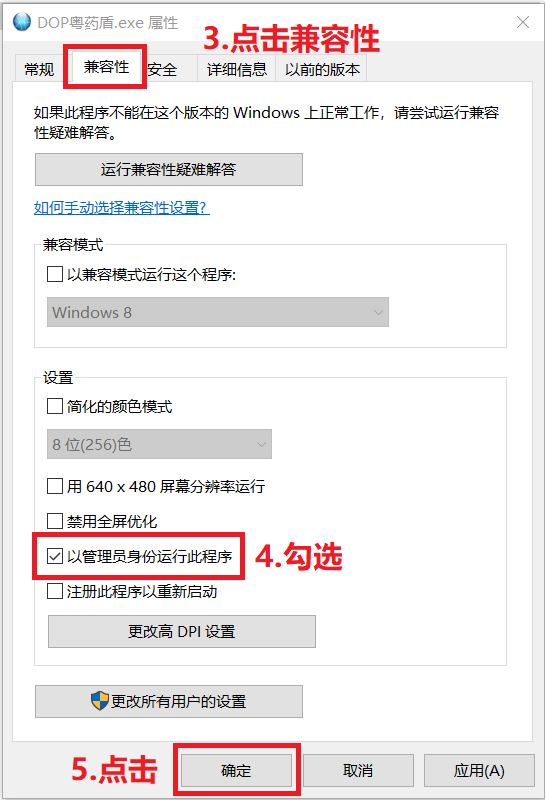 DOP粤药盾.exe 属性
3.点击兼容性
常规 兼容性 安全 详细信息 以前的版本
如果此程序不能在这个版本的 Windows 上正常工作，请尝试运行兼容
性疑难解答。
运行兼容性疑难解答
如何手动选择兼容性设置?
兼容模式
以兼容模式运行这个程序:
Windows 8
设置
简化的颜色模式
8 位(256)色
用 640 x 480 屏幕分辨率运行
禁用全屏优化
以管理员身份运行此程序 4.勾选
注册此程序以重新启动
更改高 DPI 设置
更改所有用户的设置
5.点击 确定 取消 应用(A)